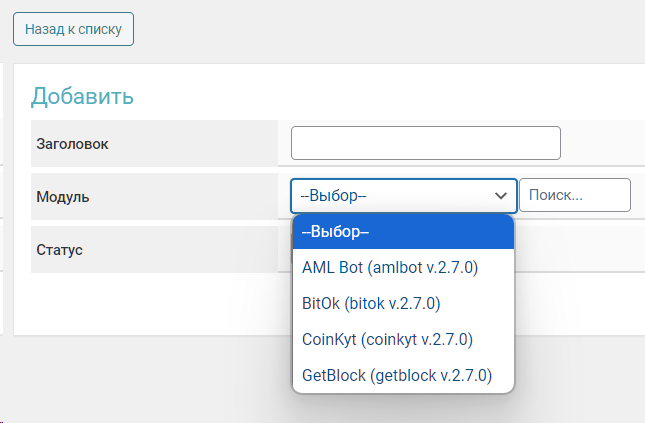 Назад к списку
Добавить
Заголовок
Модуль
--Выбор--
Поиск...
--Выбор--
Статус
AML Bot (amlbot v.2.7.0)
BitOk (bitok v.2.7.0)
CoinKyt (coinkyt v.2.7.0)
GetBlock (getblock v.2.7.0)